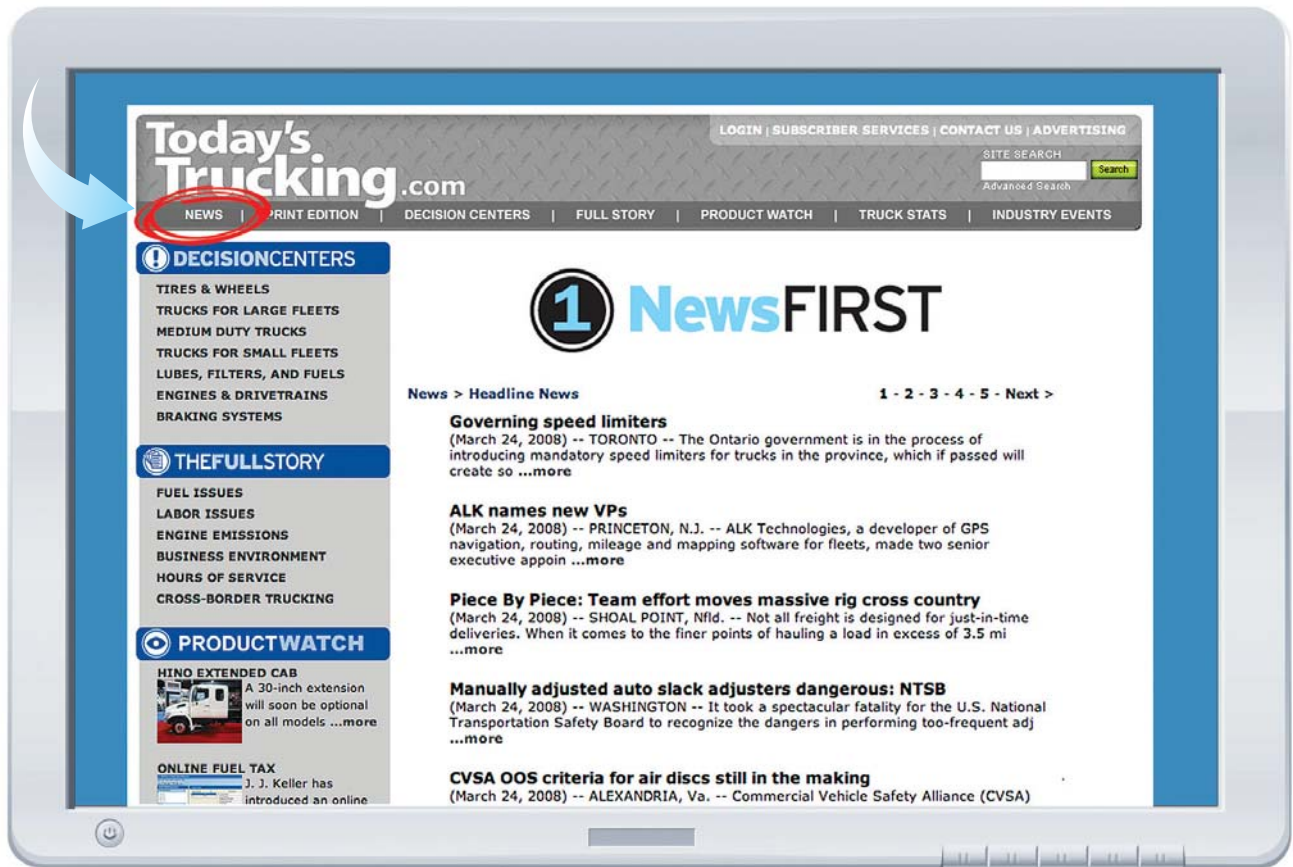 Today's
Trucking.com
LOGIN | SUBSCRIBER SERVICES | CONTACT US | ADVERTISING
SITE SEARCH
Search
Advanced Search
NEWS | PRINT EDITION | DECISION CENTERS | FULL STORY | PRODUCT WATCH | TRUCK STATS | INDUSTRY EVENTS
DECISIONCENTERS
TIRES & WHEELS
TRUCKS FOR LARGE FLEETS
MEDIUM DUTY TRUCKS
TRUCKS FOR SMALL FLEETS
LUBES, FILTERS, AND FUELS
ENGINES & DRIVETRAINS
BRAKING SYSTEMS
THEFULLSTORY
FUEL ISSUES
LABOR ISSUES
ENGINE EMISSIONS
BUSINESS ENVIRONMENT
HOURS OF SERVICE
CROSS-BORDER TRUCKING
PRODUCTWATCH
HINO EXTENDED CAB
A 30-inch extension
will soon be optional
on all models ...more
ONLINE FUEL TAX
J. J. Keller has
introduced an online
1 NewsFIRST
News > Headline News
1 - 2 - 3 - 4 - 5 - Next >
Governing speed limiters
(March 24, 2008) -- TORONTO -- The Ontario government is in the process of
introducing mandatory speed limiters for trucks in the province, which if passed will
create so ...more
ALK names new VPs
(March 24, 2008) -- PRINCETON, N.J. -- ALK Technologies, a developer of GPS
navigation, routing, mileage and mapping software for fleets, made two senior
executive appoin ...more
Piece By Piece: Team effort moves massive rig cross country
(March 24, 2008) -- SHOAL POINT, Nfld. -- Not all freight is designed for just-in-time
deliveries. When it comes to the finer points of hauling a load in excess of 3.5 mi
...more
Manually adjusted auto slack adjusters dangerous: NTSB
(March 24, 2008) -- WASHINGTON -- It took a spectacular fatality for the U.S. National
Transportation Safety Board to recognize the dangers in performing too-frequent adj
...more
CVSA OOS criteria for air discs still in the making
(March 24, 2008) -- ALEXANDRIA, Va. -- Commercial Vehicle Safety Alliance (CVSA)